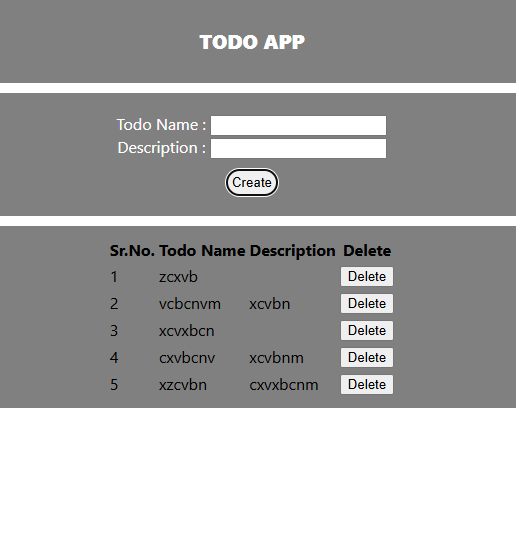 TODO APP
Todo Name :
Description :
Create
Sr.No. Todo Name Description Delete
1 zcxvb Delete
2 vcbcnvm xcvbn Delete
3 xcvxbcn Delete
4 cxvbcnv xcvbnm Delete
5 xzcvbn cxvxbcnm Delete